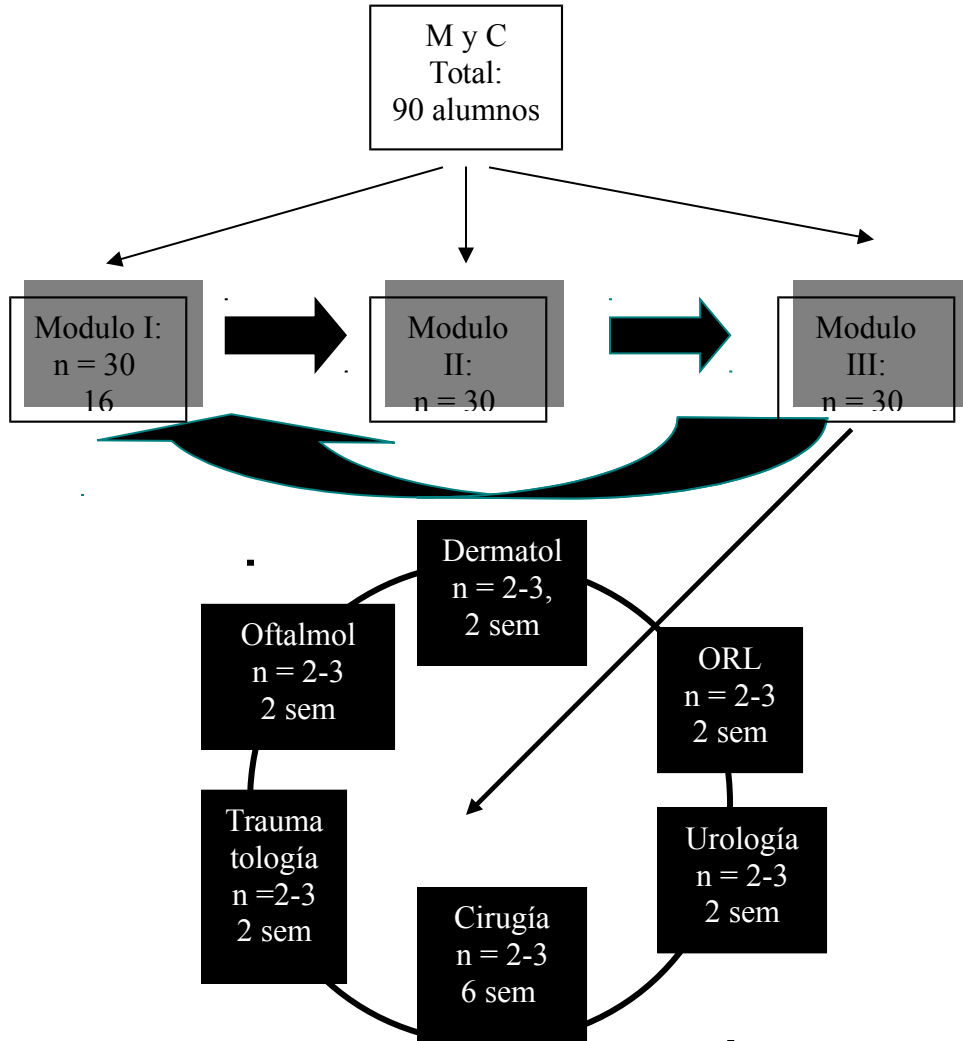 M y C
Total:
90 alumnos
Modulo I:
n = 30
16
Modulo
II:
n = 30
Modulo
III:
n = 30
Dermatol
n = 2-3,
2 sem
Oftalmol
n = 2-3
2 sem
ORL
n = 2-3
2 sem
Trauma
tología
n =2-3
2 sem
Urología
n = 2-3
2 sem
Cirugía
n = 2-3
6 sem